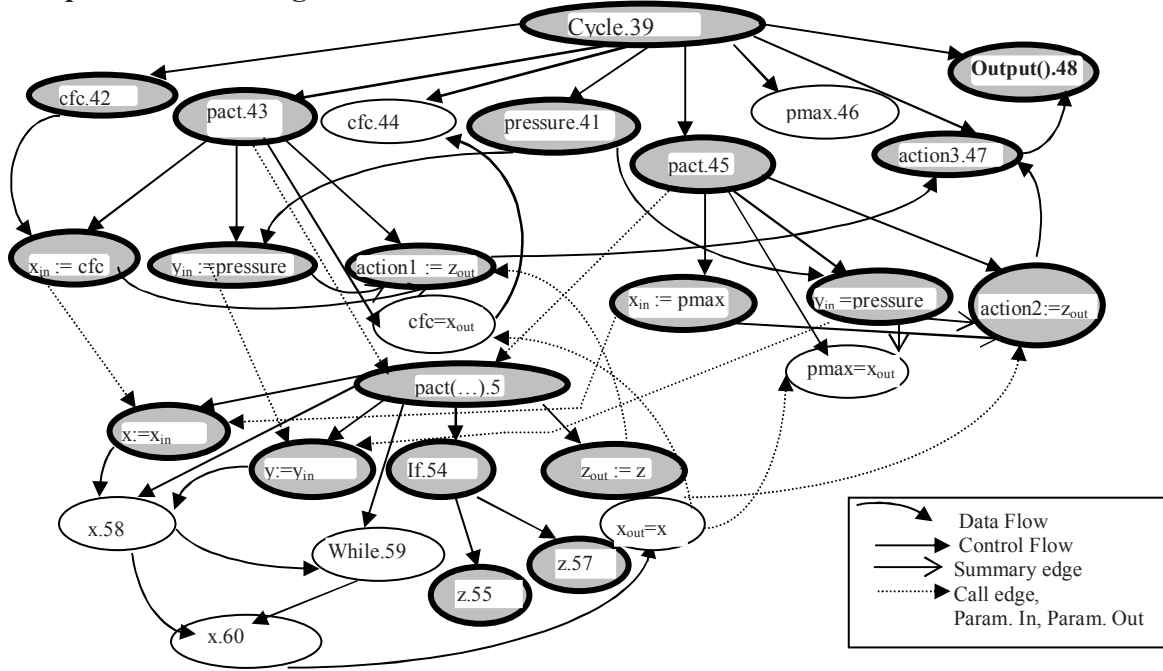 Cycle.39
Output().48
cfc.42
pact.43
cfc.44
pressure.41
pmax.46
action3.47
pact.45
xin := cfc
yin :=pressure
action1 := zout
xin := pmax
yin =pressure
action2:=zout
cfc=xout
pmax=xout
pact(…).5
x:=xin
y:=yin
If.54
zout := z
x.58
While.59
xout=x
z.57
z.55
x.60
Data Flow
Control Flow
Summary edge
Call edge,
Param. In, Param. Out